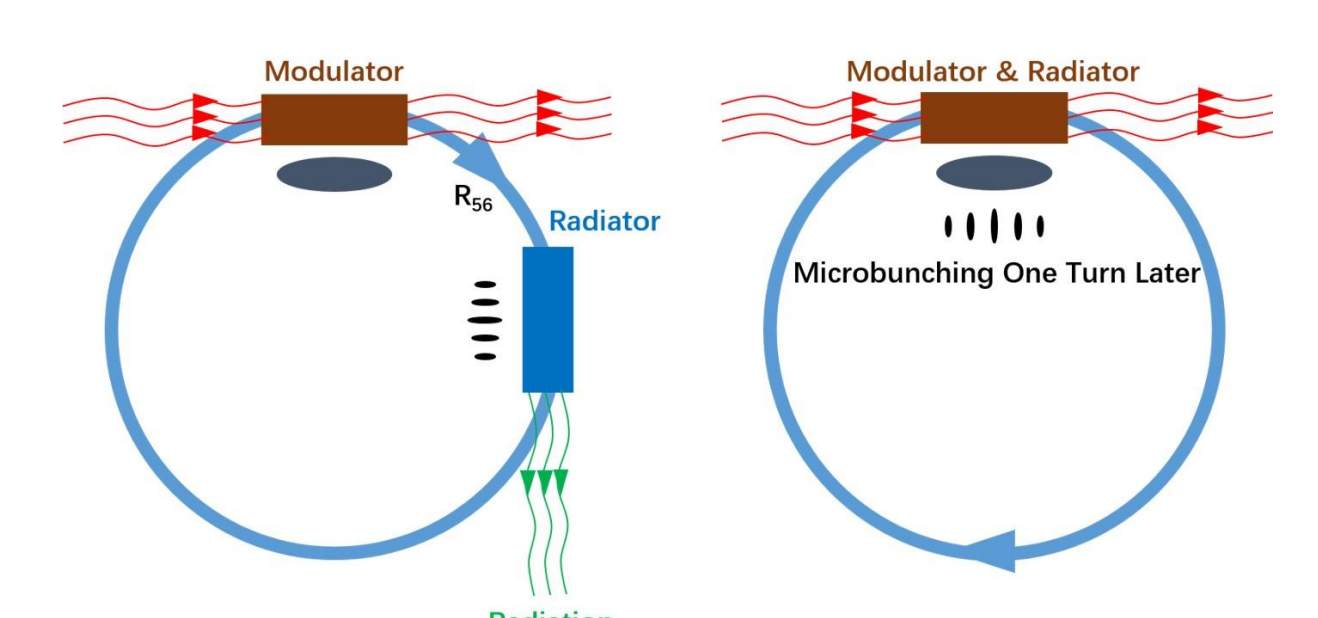 Modulator
R56
Radiator
Modulator & Radiator
Microbunching One Turn Later